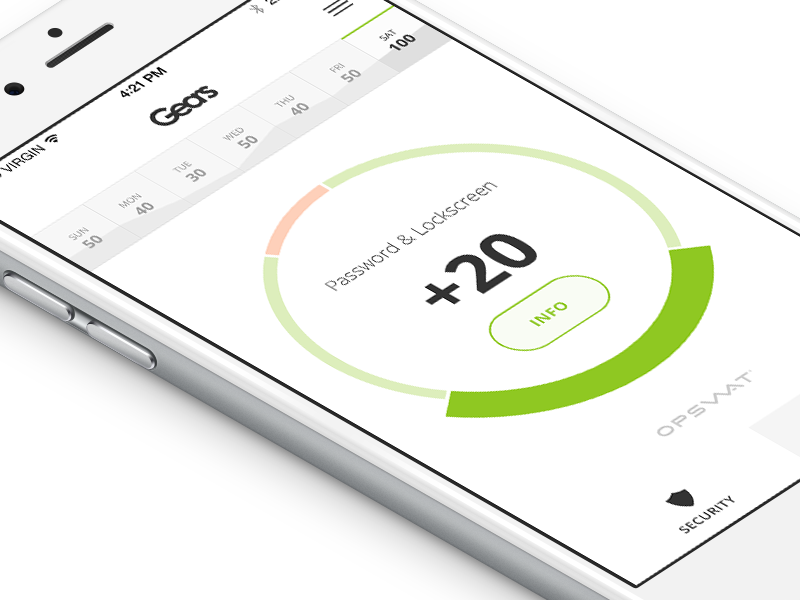 VIRGIN
4:21 PM
Gears
SUN
50
MON
40
TUE
30
WED
50
THU
40
FRI
50
SAT
100
Password & Lockscreen
+20
INFO
OPSWAT
SECURITY